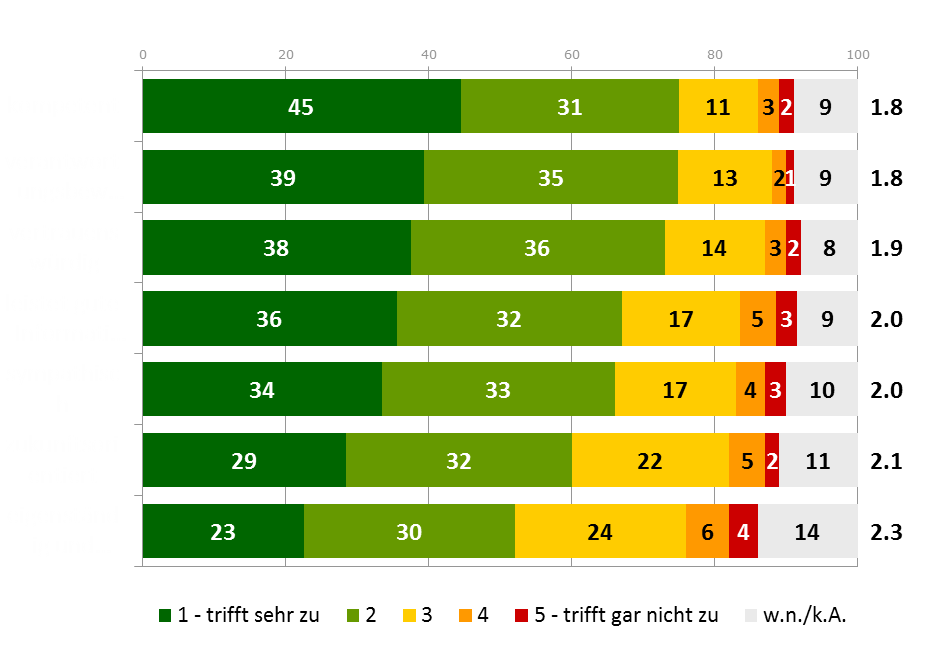 0 20 40 60 80 100
45 31 11 3 2 9 1.8
39 35 13 2 1 9 1.8
38 36 14 3 2 8 1.9
36 32 17 5 3 9 2.0
34 33 17 4 3 10 2.0
29 32 22 5 2 11 2.1
23 30 24 6 4 14 2.3
1 - trifft sehr zu 2 3 4 5 - trifft gar nicht zu w.n./k.A.